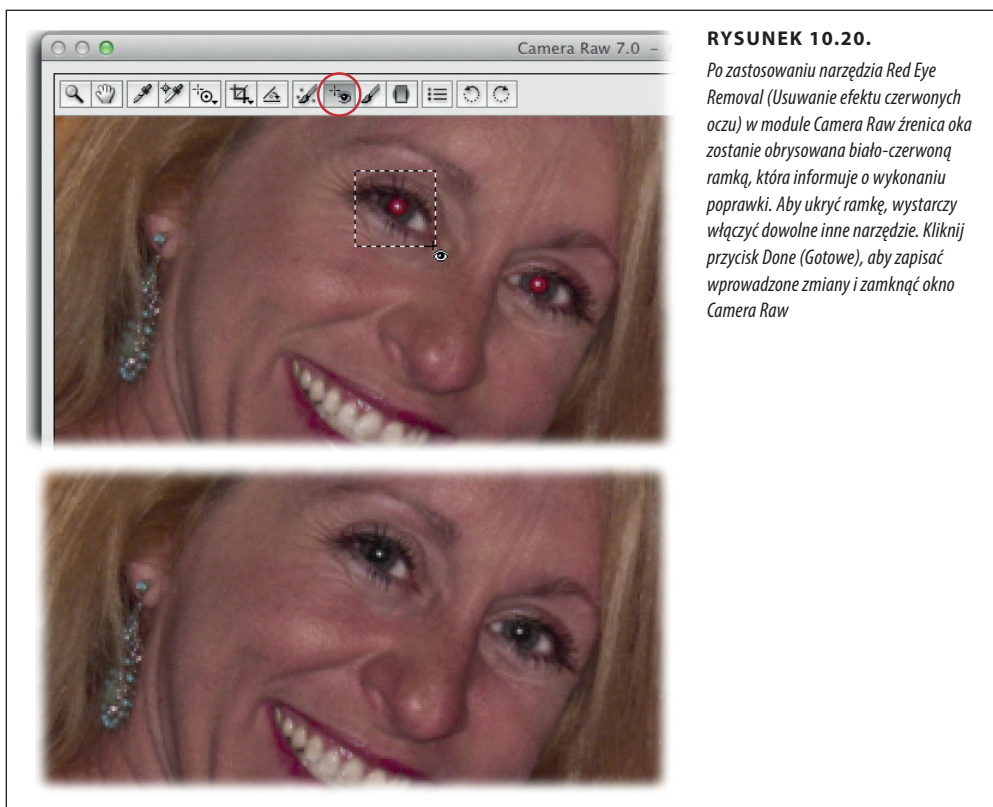 Camera Raw 7.0 –
RYSUNEK 10.20.
Po zastosowaniu narzędzia Red Eye
Removal (Usuwanie efektu czerwonych
oczu) w module Camera Raw źrenica oka
zostanie obrysowana biało-czerwoną
ramką, która informuje o wykonaniu
poprawki. Aby ukryć ramkę, wystarczy
włączyć dowolne inne narzędzie. Kliknij
przycisk Done (Gotowe), aby zapisać
wprowadzone zmiany i zamknąć okno
Camera Raw